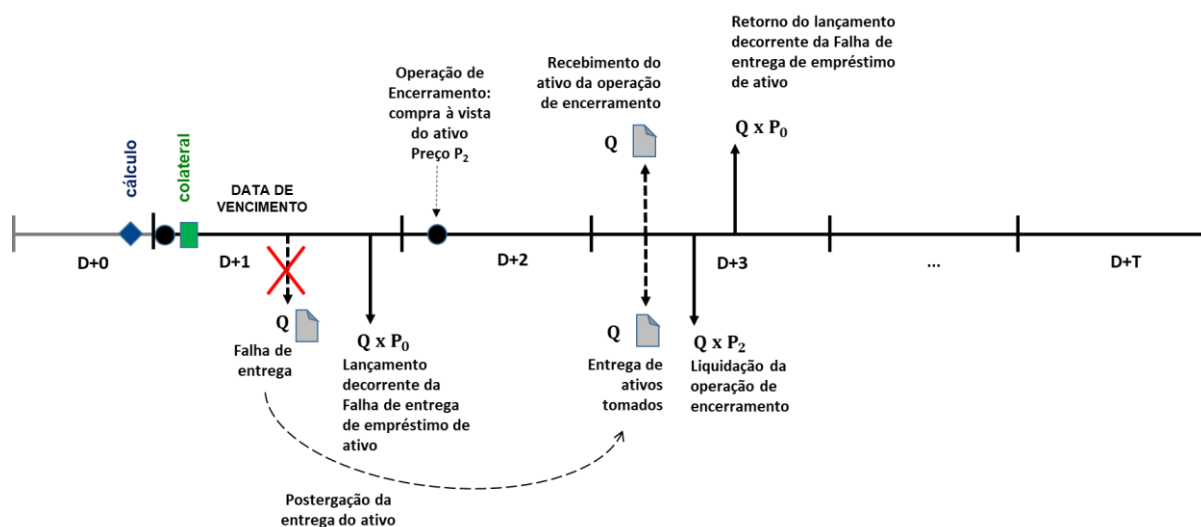 Retorno do lançamento
decorrente da Falha de
entrega de empréstimo
de ativo
Q x P₀
Operação de
Encerramento:
compra à vista
do ativo
Preço P₂
Recebimento do
ativo da operação
de encerramento
Q
cálculo
colateral
DATA DE
VENCIMENTO
D+0
D+1
D+2
D+3
...
D+T
Q
Falha de
entrega
Q x P₀
Lançamento
decorrente da
Falha de entrega
de empréstimo de
ativo
Q
Entrega de
ativos
tomados
Q x P₂
Liquidação da
operação de
encerramento
Postergação da
entrega do ativo